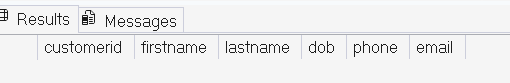 Results Messages
customerid firstname lastname dob phone email